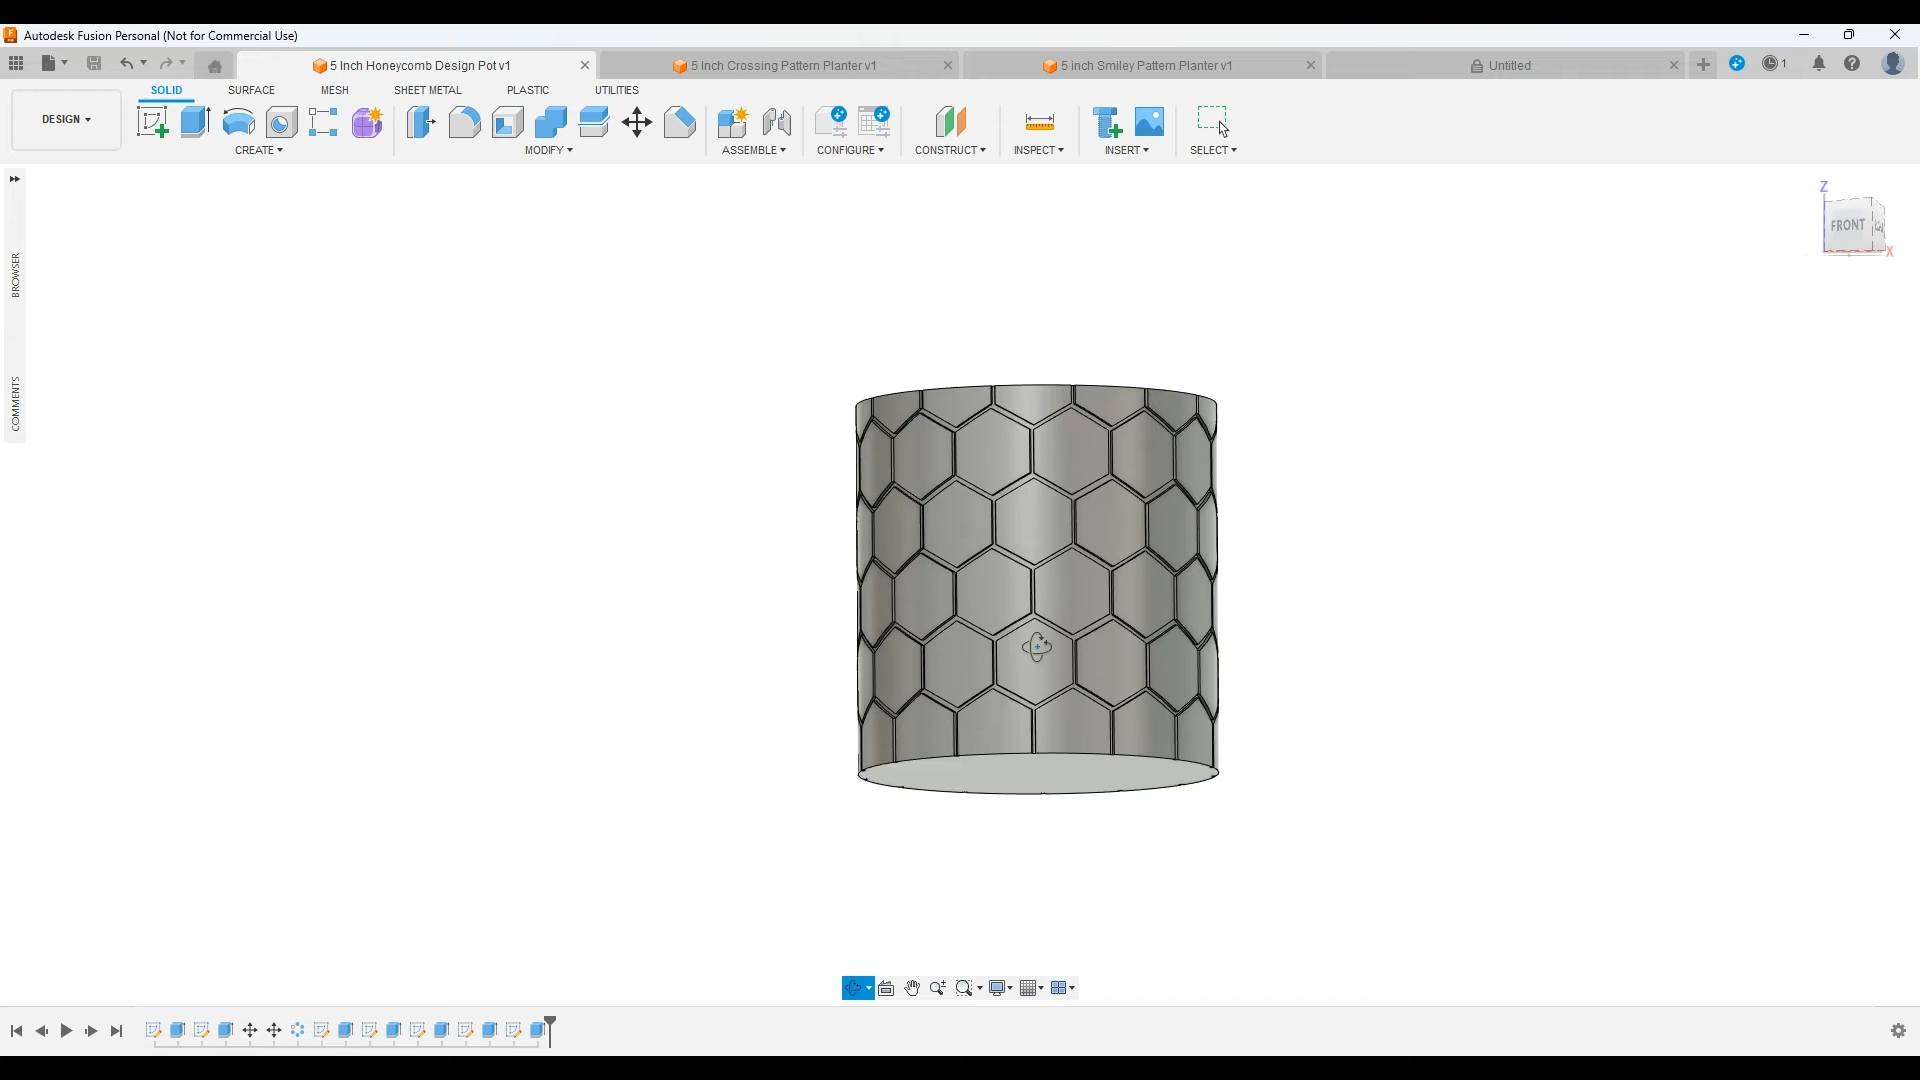 Autodesk Fusion Personal (Not for Commercial Use)
5 Inch Honeycomb Design Pot v1
5 Inch Crossing Pattern Planter v1
5 inch Smiley Pattern Planter v1
Untitled
1
SOLID
SURFACE
MESH
SHEET METAL
PLASTIC
UTILITIES
DESIGN
CREATE
MODIFY
ASSEMBLE
CONFIGURE
CONSTRUCT
INSPECT
INSERT
SELECT
BROWSER
COMMENTS
Z
FRONT
X